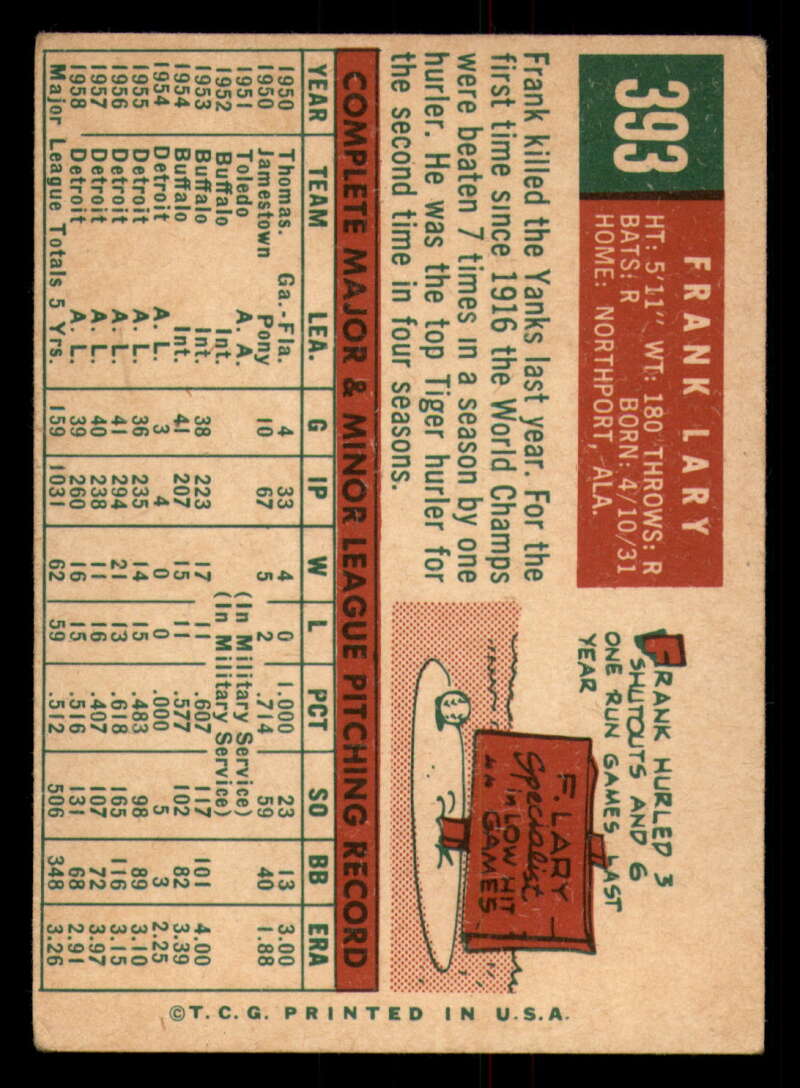 393
FRANK LARY
HT: 5'11" WT: 180 THROWS: R
BATS: R BORN: 4/10/31
HOME: NORTHPORT, ALA.
Frank killed the Yanks last year. For the
first time since 1916 the World Champs
were beaten 7 times in a season by one
hurler. He was the top Tiger hurler for
the second time in four seasons.
FRANK HURLED 3
SHUTOUTS AND 6
ONE RUN GAMES LAST
YEAR
F. LARY
Specialist
in LOW HIT
GAMES
COMPLETE MAJOR & MINOR LEAGUE PITCHING RECORD
YEAR TEAM LEA. G IP W L PCT SO BB ERA
1950 Thomas. Ga.-Fla. 4 33 4 0 1.000 23 13 3.00
1950 Jamestown Pony 10 67 5 2 .714 59 40 1.88
1951 Toledo A. A. (In Military Service)
1952 Buffalo Int. (In Military Service)
1953 Buffalo Int. 38 223 17 11 .607 117 101 4.00
1954 Buffalo Int. 41 207 15 11 .577 102 82 3.39
1954 Detroit A. L. 3 4 0 0 .000 5 3 2.25
1955 Detroit A. L. 36 235 14 15 .483 98 89 3.10
1956 Detroit A. L. 41 294 21 13 .618 165 116 3.15
1957 Detroit A. L. 40 238 11 16 .407 107 72 3.97
1958 Detroit A. L. 39 260 16 15 .516 131 68 2.91
Major League Totals 5 Yrs. 159 1031 62 59 .512 506 348 3.26
©T.C.G. PRINTED IN U.S.A.